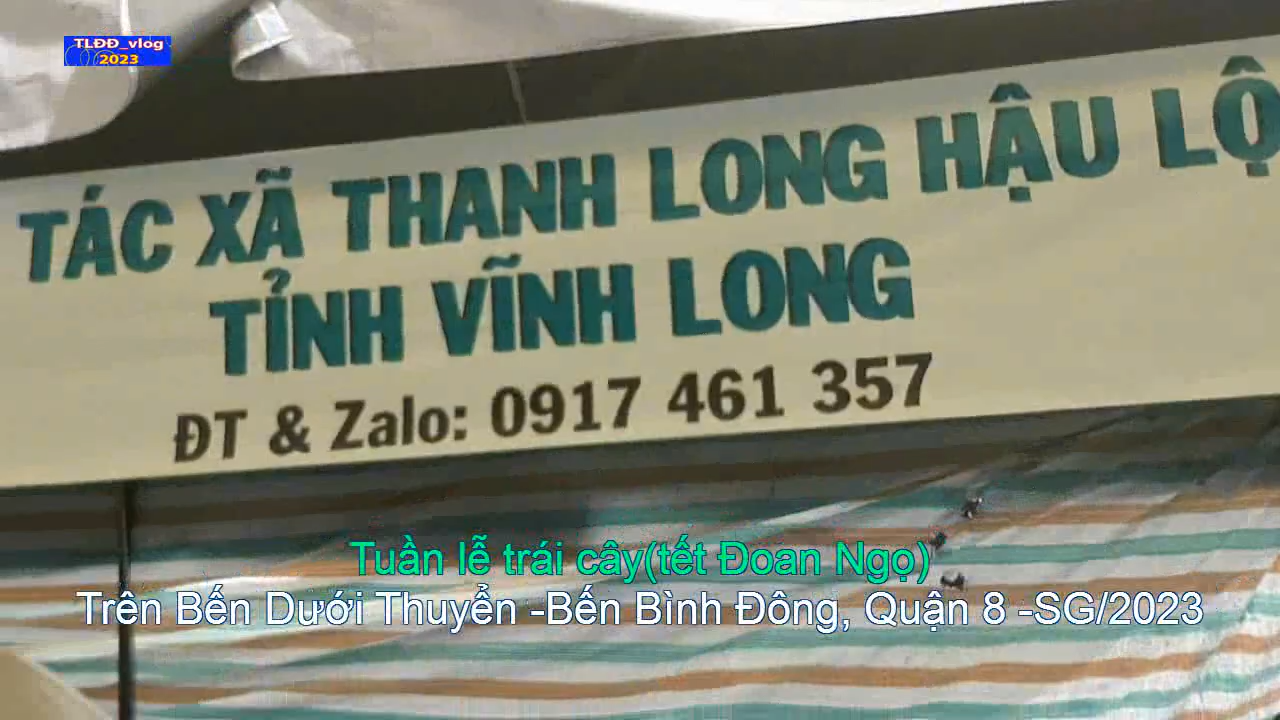 TLĐĐ_vlog
2023
TÁC XÃ THANH LONG HẬU LỘ
TỈNH VĨNH LONG
ĐT & Zalo: 0917 461 357
Tuần lễ trái cây(tết Đoan Ngọ)
Trên Bến Dưới Thuyển -Bến Bình Đông, Quận 8 -SG/2023